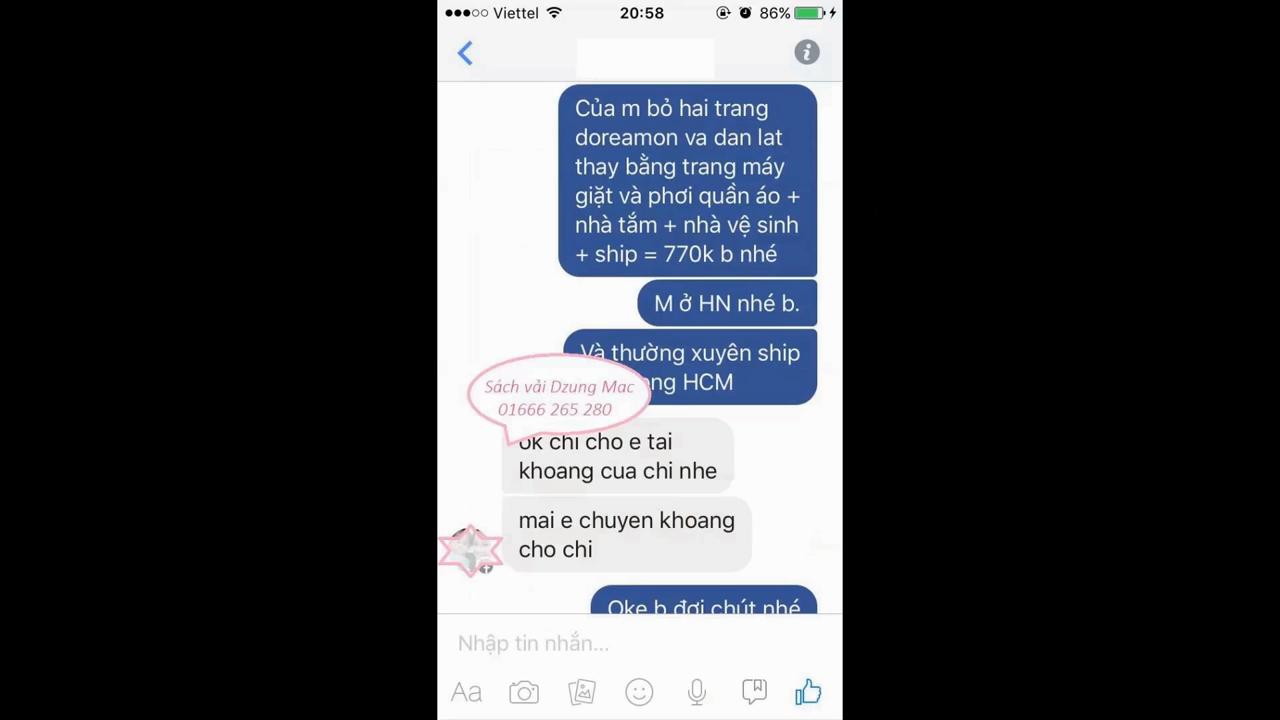 Viettel
20:58
86%
Của m bỏ hai trang
doreamon va dan lat
thay bằng trang máy
giặt và phơi quần áo +
nhà tắm + nhà vệ sinh
+ ship = 770k b nhé
M ở HN nhé b.
Và thường xuyên ship
HCM
Sách vải Dzung Mac
01666 265 280
ok chi cho e tai
khoang cua chi nhe
mai e chuyen khoang
cho chi
Oke b đợi chút nhé
Nhập tin nhắn...
Aa